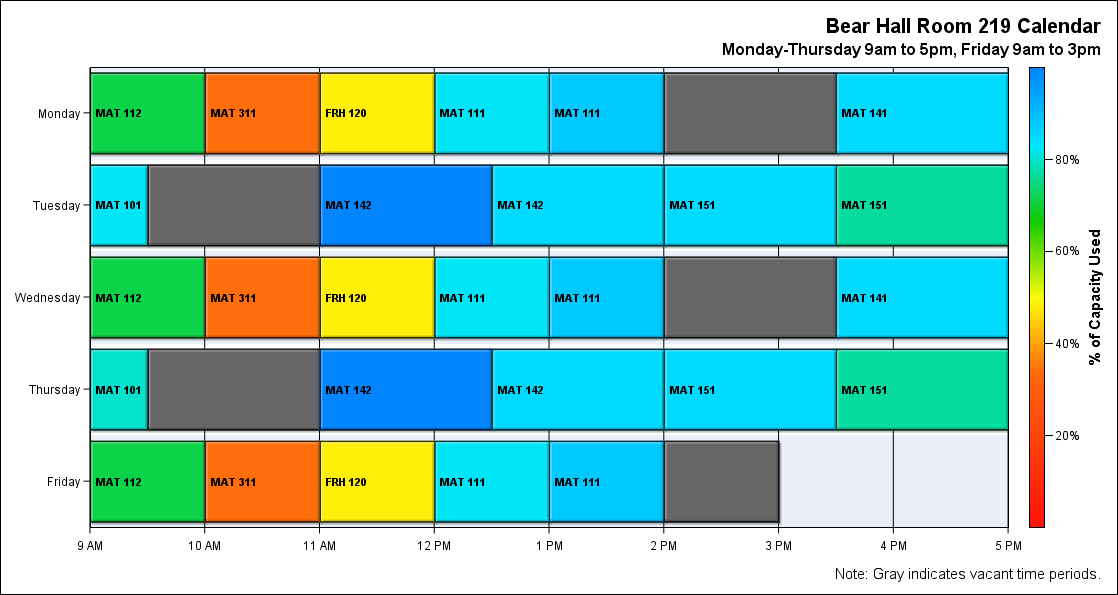 Bear Hall Room 219 Calendar
Monday-Thursday 9am to 5pm, Friday 9am to 3pm
Monday
MAT 112
MAT 311
FRH 120
MAT 111
MAT 111
MAT 141
Tuesday
MAT 101
MAT 142
MAT 142
MAT 151
MAT 151
Wednesday
MAT 112
MAT 311
FRH 120
MAT 111
MAT 111
MAT 141
Thursday
MAT 101
MAT 142
MAT 142
MAT 151
MAT 151
Friday
MAT 112
MAT 311
FRH 120
MAT 111
MAT 111
9 AM
10 AM
11 AM
12 PM
1 PM
2 PM
3 PM
4 PM
5 PM
80%
60%
40%
20%
% of Capacity Used
Note: Gray indicates vacant time periods.